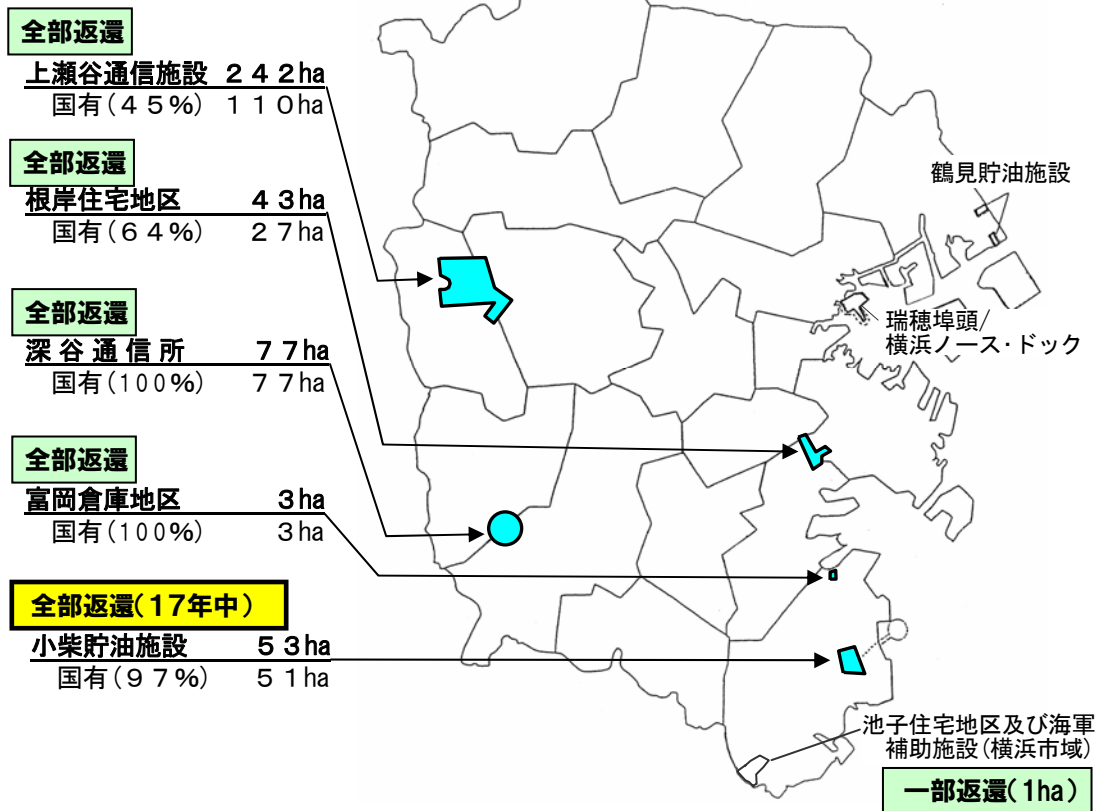 全部返還
上瀬谷通信施設 ２４２ha
国有(４５%) １１０ha
全部返還
根岸住宅地区 ４３ha
国有(６４%) ２７ha
全部返還
深谷通信所 ７７ha
国有(100%) ７７ha
全部返還
富岡倉庫地区 ３ha
国有(100%) ３ha
全部返還(17年中)
小柴貯油施設 ５３ha
国有(９７%) ５１ha
鶴見貯油施設
瑞穂埠頭/
横浜ノース･ドック
池子住宅地区及び海軍
補助施設(横浜市域)
一部返還(1ha)